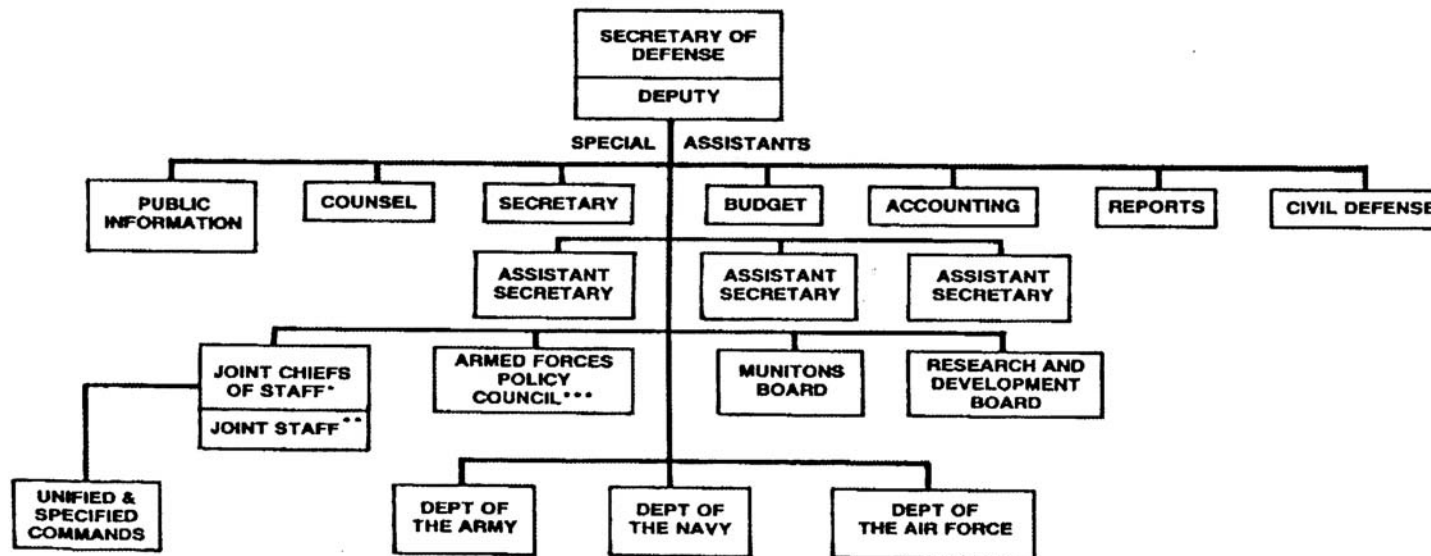 SECRETARY OF
DEFENSE
DEPUTY
SPECIAL ASSISTANTS
PUBLIC
INFORMATION
COUNSEL
SECRETARY
BUDGET
ACCOUNTING
REPORTS
CIVIL DEFENSE
ASSISTANT
SECRETARY
ASSISTANT
SECRETARY
ASSISTANT
SECRETARY
JOINT CHIEFS
OF STAFF*
JOINT STAFF**
ARMED FORCES
POLICY
COUNCIL***
MUNITONS
BOARD
RESEARCH AND
DEVELOPMENT
BOARD
UNIFIED &
SPECIFIED
COMMANDS
DEPT OF
THE ARMY
DEPT OF
THE NAVY
DEPT OF
THE AIR FORCE